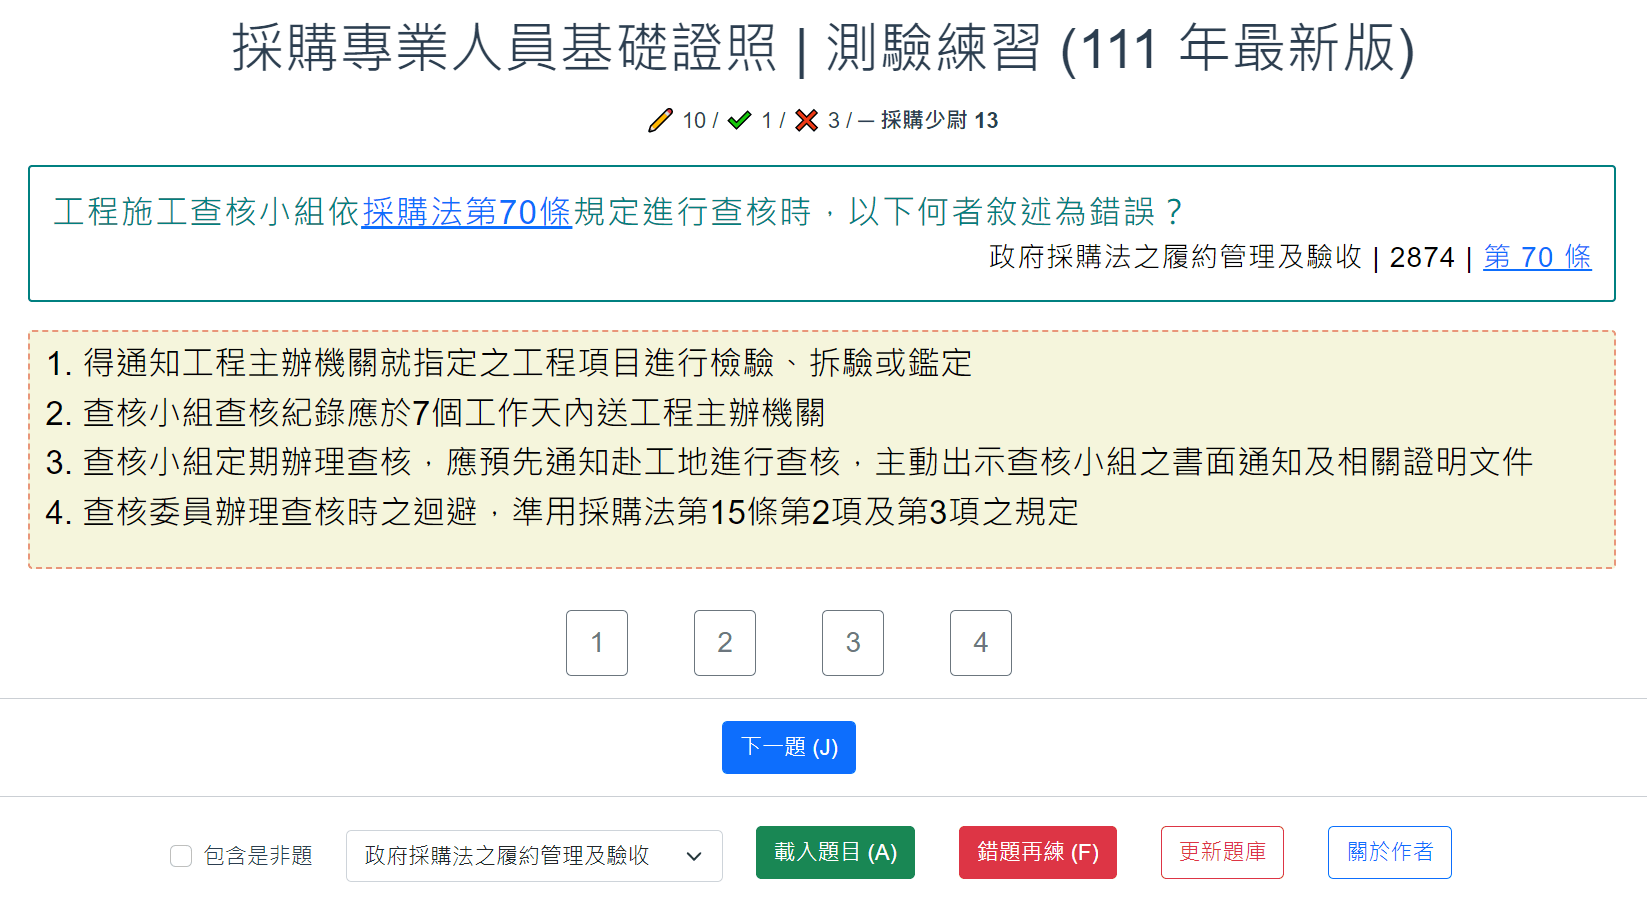 採購專業人員基礎證照 | 測驗練習 (111 年最新版)
10 / 1 / 3 / ─ 採購少尉 13
工程施工查核小組依採購法第70條規定進行查核時，以下何者敘述為錯誤？
政府採購法之履約管理及驗收 | 2874 | 第 70 條
1. 得通知工程主辦機關就指定之工程項目進行檢驗、拆驗或鑑定
2. 查核小組查核紀錄應於7個工作天內送工程主辦機關
3. 查核小組定期辦理查核，應預先通知赴工地進行查核，主動出示查核小組之書面通知及相關證明文件
4. 查核委員辦理查核時之迴避，準用採購法第15條第2項及第3項之規定
1 2 3 4
下一題 (J)
包含是非題 政府採購法之履約管理及驗收 載入題目 (A) 錯題再練 (F) 更新題庫 關於作者